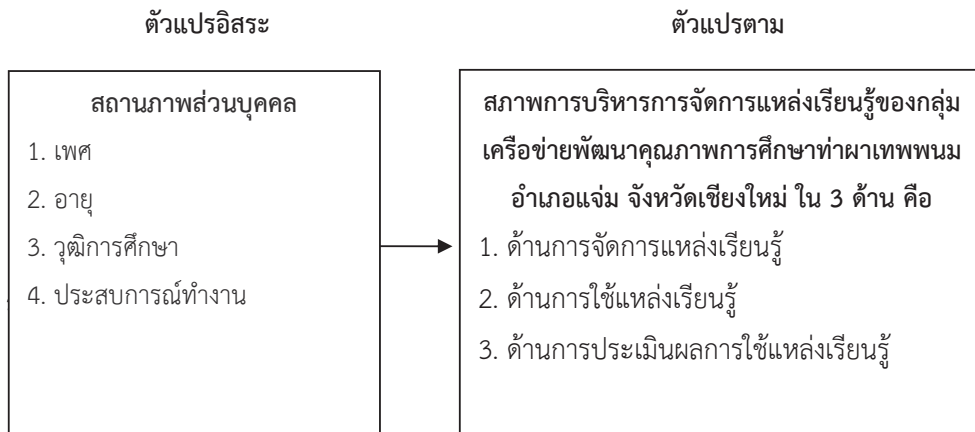 ตัวแปรอิสระ
ตัวแปรตาม
สถานภาพส่วนบุคคล
1. เพศ
2. อายุ
3. วุฒิการศึกษา
4. ประสบการณ์ทำงาน
สภาพการบริหารการจัดการแหล่งเรียนรู้ของกลุ่ม
เครือข่ายพัฒนาคุณภาพการศึกษาท่าผาเทพพนม
อำเภอแจ่ม จังหวัดเชียงใหม่ ใน 3 ด้าน คือ
1. ด้านการจัดการแหล่งเรียนรู้
2. ด้านการใช้แหล่งเรียนรู้
3. ด้านการประเมินผลการใช้แหล่งเรียนรู้